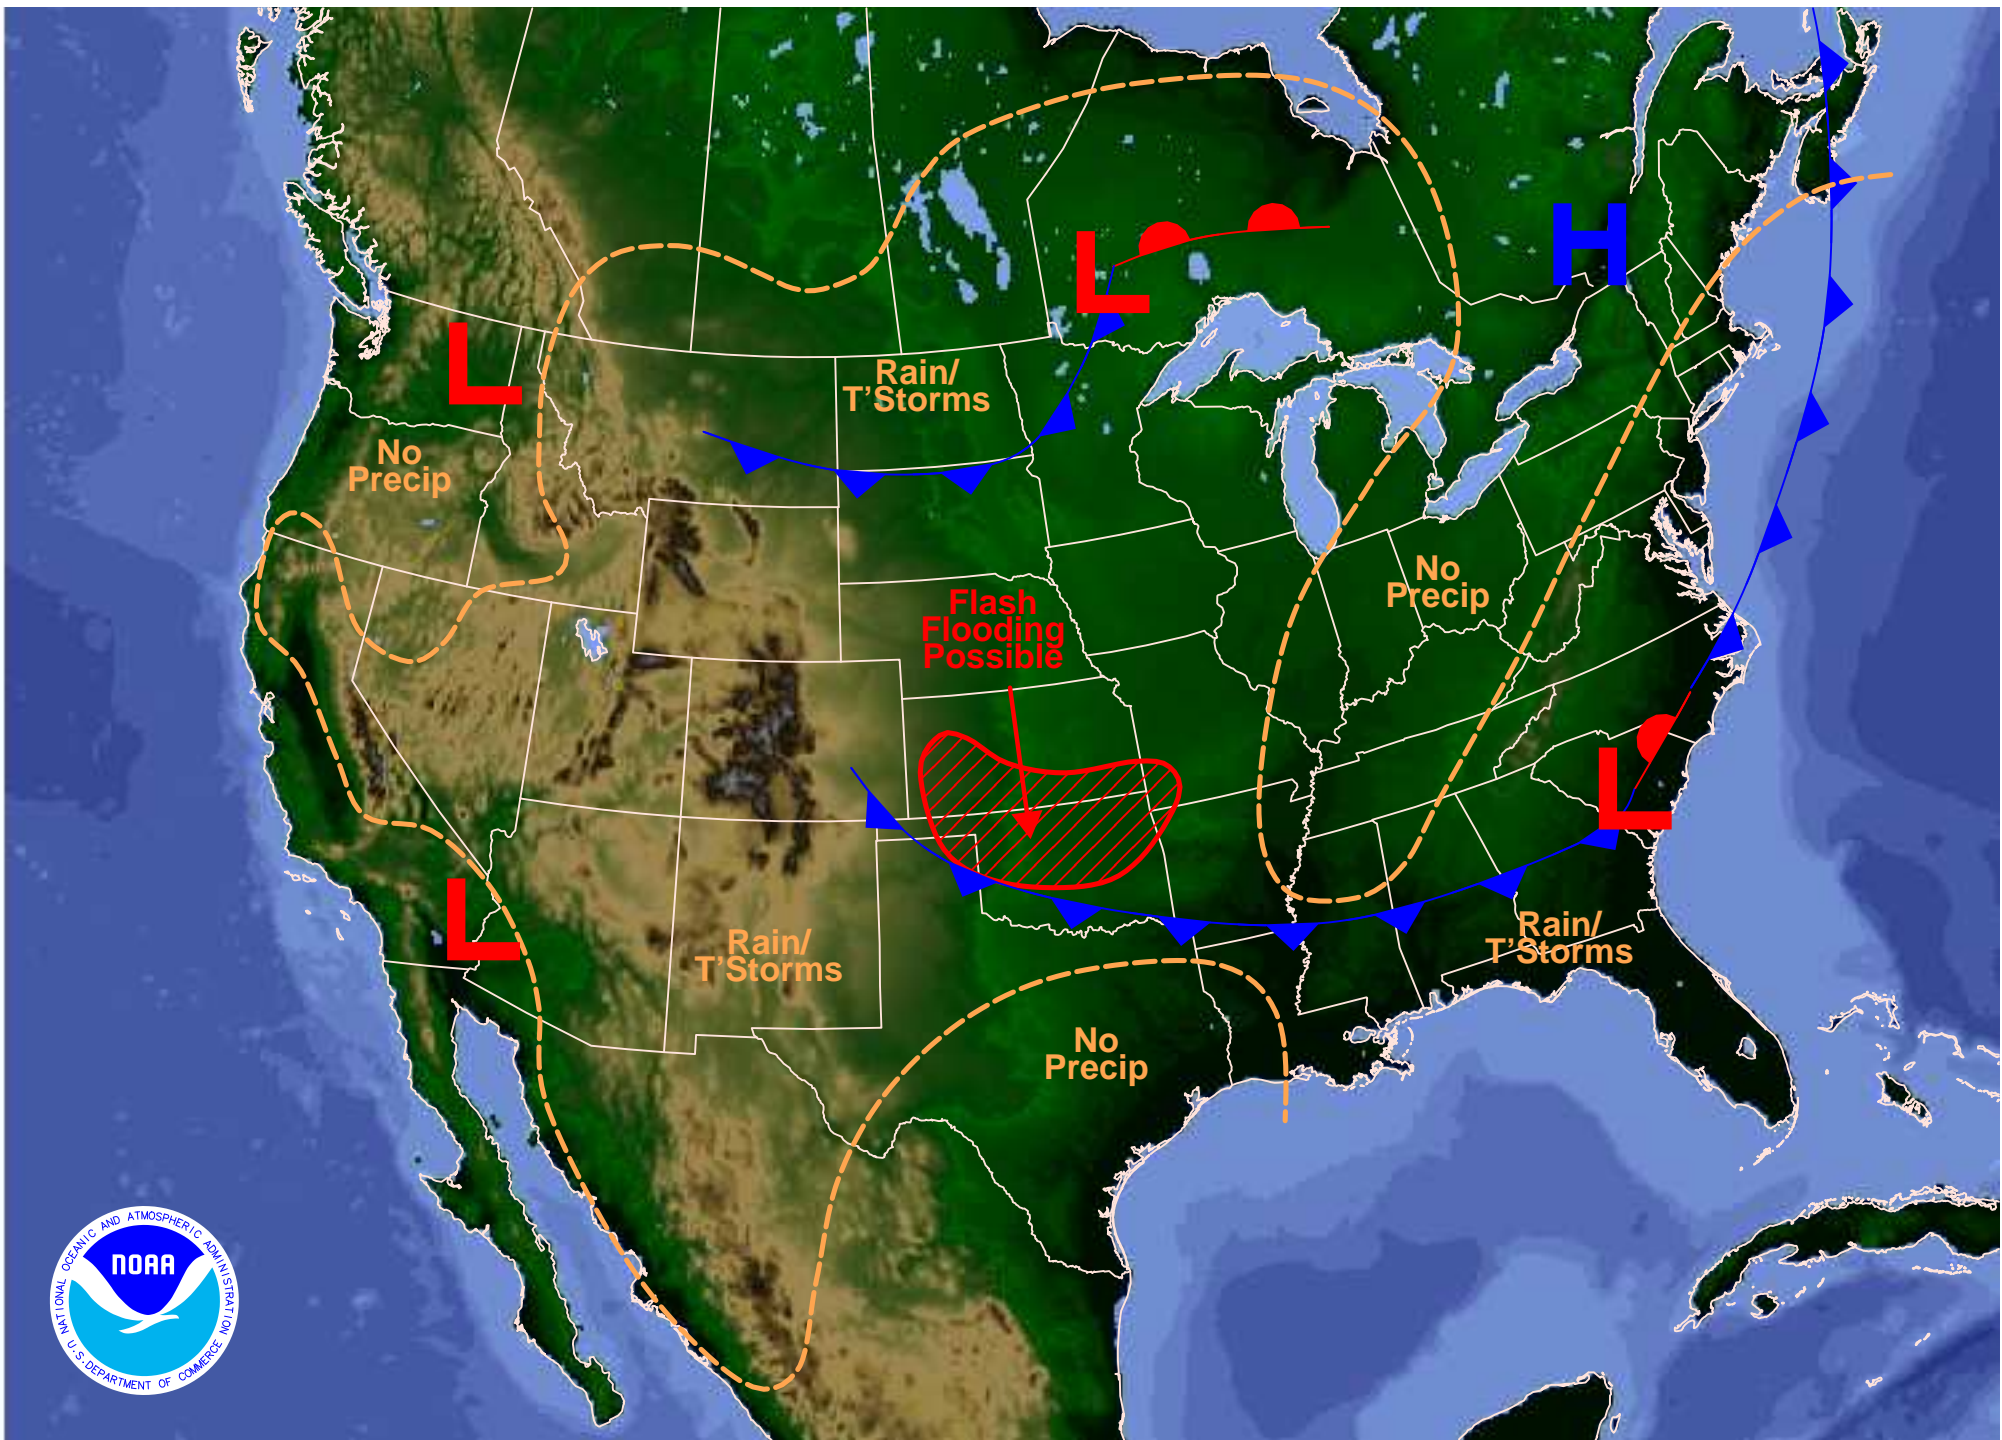 H
L
L
Rain/
T'Storms
No
Precip
No
Precip
Flash
Flooding
Possible
L
L
Rain/
T'Storms
Rain/
T'Storms
No
Precip
NATIONAL OCEANIC AND ATMOSPHERIC ADMINISTRATION
NOAA
U.S. DEPARTMENT OF COMMERCE